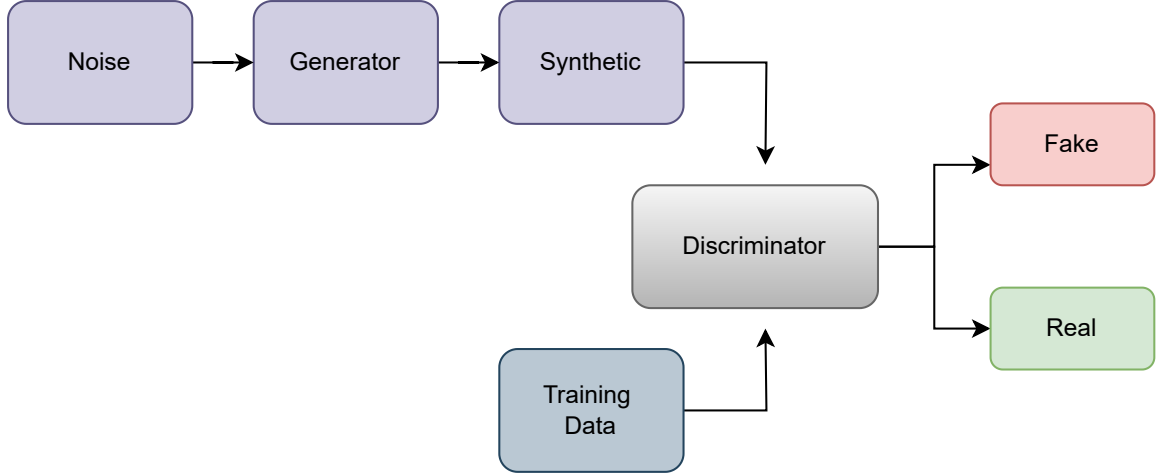 Noise
Generator
Synthetic
Fake
Discriminator
Real
Training
Data